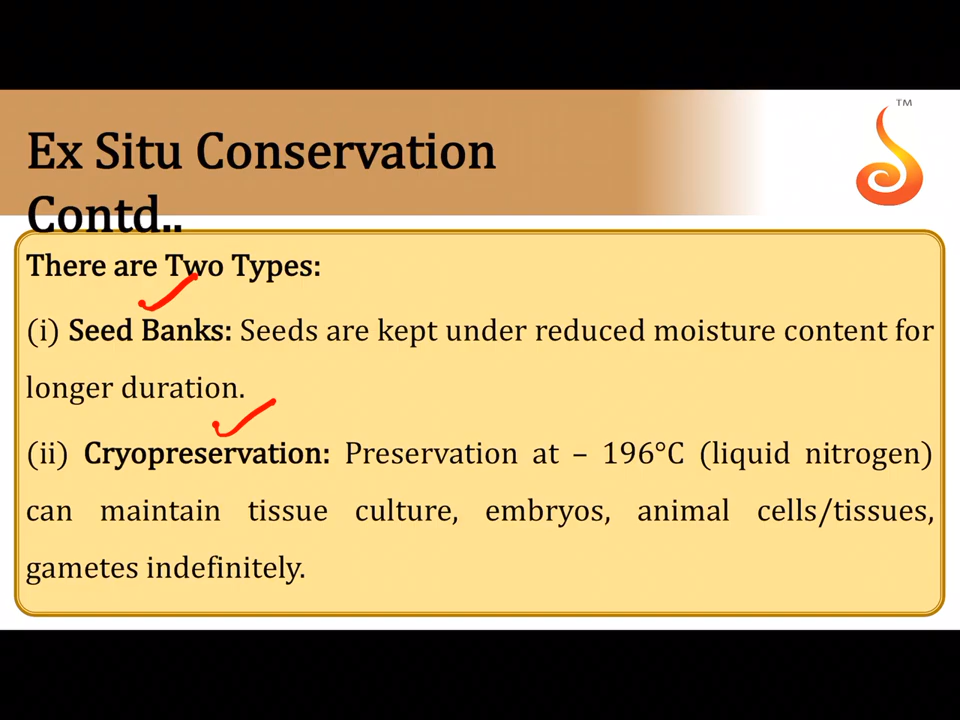 TM
Ex Situ Conservation
Contd..
There are Two Types:
(i) Seed Banks: Seeds are kept under reduced moisture content for
longer duration.
(ii) Cryopreservation: Preservation at – 196°C (liquid nitrogen)
can maintain tissue culture, embryos, animal cells/tissues,
gametes indefinitely.